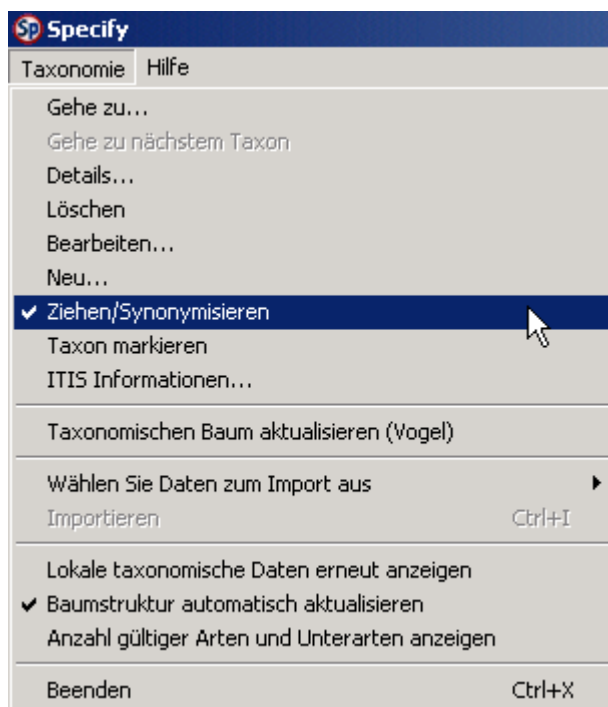 Sp Specify
Taxonomie Hilfe
Gehe zu...
Gehe zu nächstem Taxon
Details...
Löschen
Bearbeiten...
Neu...
Ziehen/Synonymisieren
Taxon markieren
ITIS Informationen...
Taxonomischen Baum aktualisieren (Vogel)
Wählen Sie Daten zum Import aus
Importieren Ctrl+I
Lokale taxonomische Daten erneut anzeigen
Baumstruktur automatisch aktualisieren
Anzahl gültiger Arten und Unterarten anzeigen
Beenden Ctrl+X